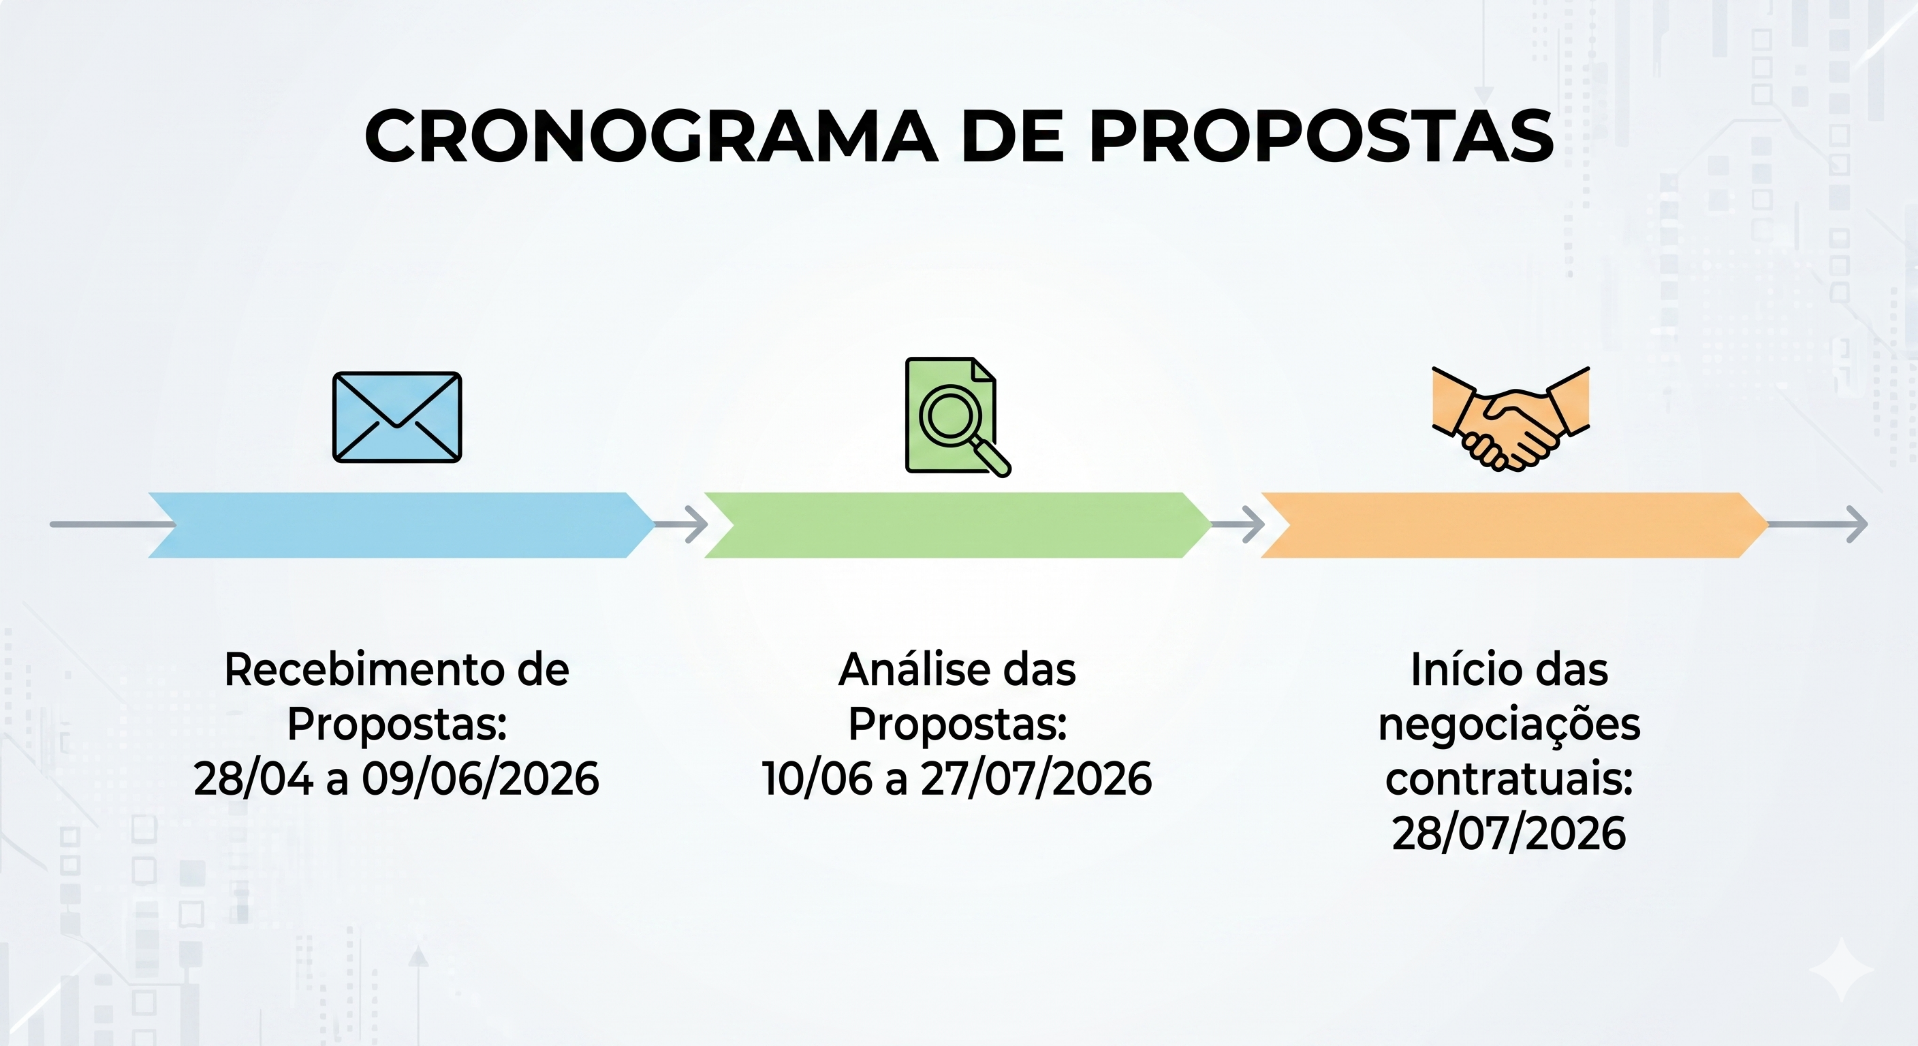 CRONOGRAMA DE PROPOSTAS
Recebimento de
Propostas:
28/04 a 09/06/2026
Análise das
Propostas:
10/06 a 27/07/2026
Início das
negociações
contratuais:
28/07/2026